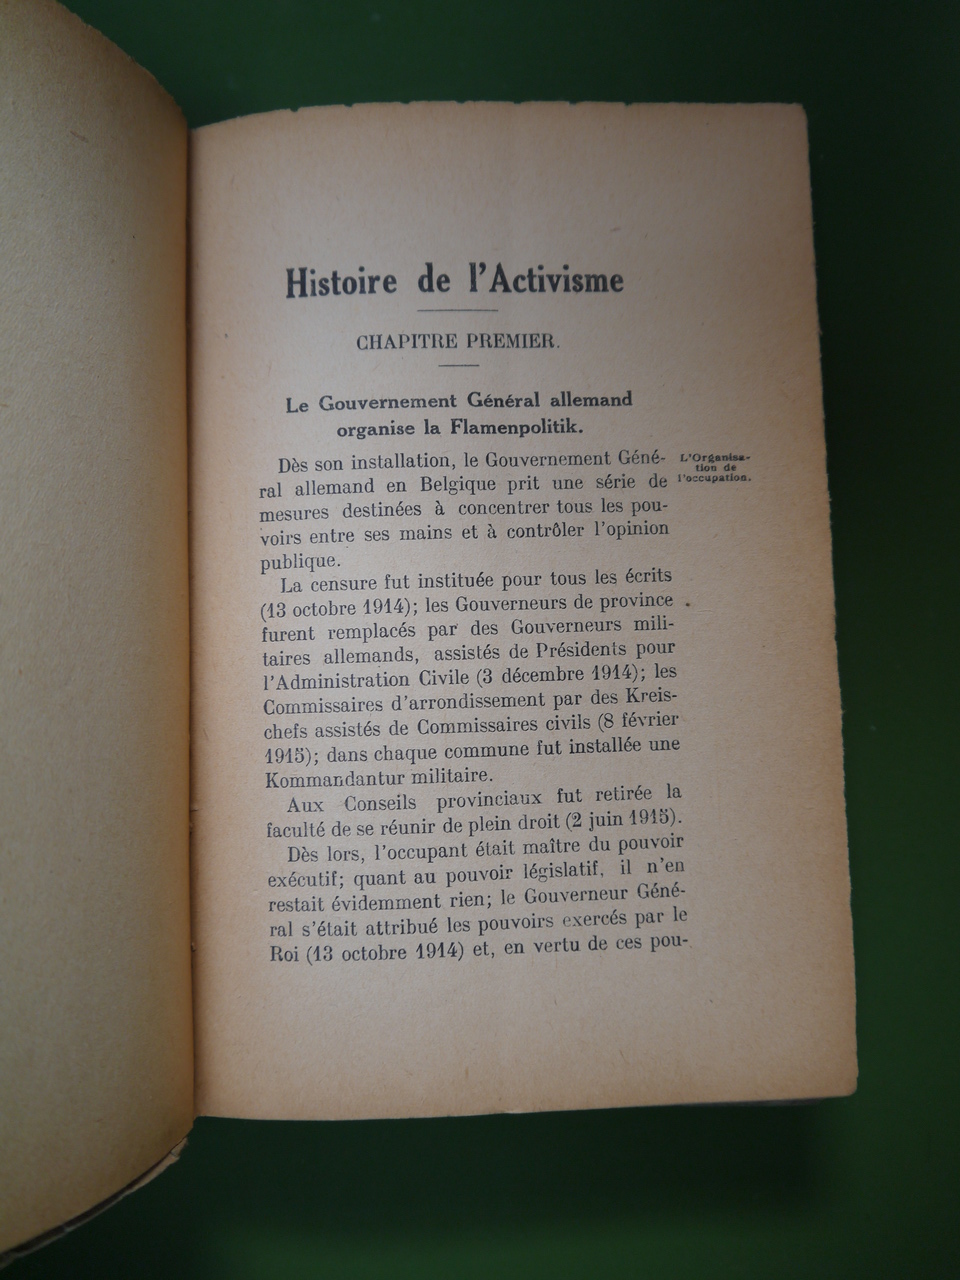 Histoire de l'Activisme
CHAPITRE PREMIER.
Le Gouvernement Général allemand
organise la Flamenpolitik.
Dès son installation, le Gouvernement Géné-
ral allemand en Belgique prit une série de
mesures destinées à concentrer tous les pou-
voirs entre ses mains et à contrôler l'opinion
publique.
L'Organisa-
tion de
l'occupation.
La censure fut instituée pour tous les écrits
(13 octobre 1914); les Gouverneurs de province
furent remplacés par des Gouverneurs mili-
taires allemands, assistés de Présidents pour
l'Administration Civile (3 décembre 1914); les
Commissaires d'arrondissement par des Kreis-
chefs assistés de Commissaires civils (8 février
1915); dans chaque commune fut installée une
Kommandantur militaire.
Aux Conseils provinciaux fut retirée la
faculté de se réunir de plein droit (2 juin 1915).
Dès lors, l'occupant était maître du pouvoir
exécutif; quant au pouvoir législatif, il n'en
restait évidemment rien; le Gouverneur Géné-
ral s'était attribué les pouvoirs exercés par le
Roi (13 octobre 1914) et, en vertu de ces pou-